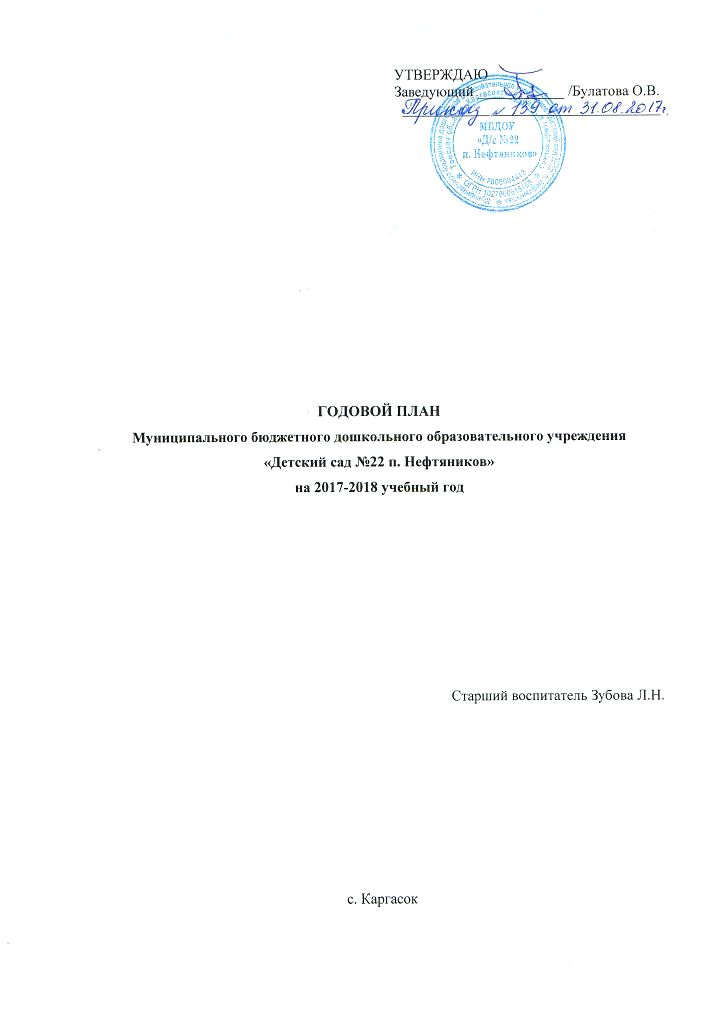 УТВЕРЖДАЮ
Заведующий /Булатова О.В.
Приказ № 139 от 31.08.2017г.
МБДОУ
«Д/с №22
п. Нефтяников»
ГОДОВОЙ ПЛАН
Муниципального бюджетного дошкольного образовательного учреждения
«Детский сад №22 п. Нефтяников»
на 2017-2018 учебный год
Старший воспитатель Зубова Л.Н.
с. Каргасок